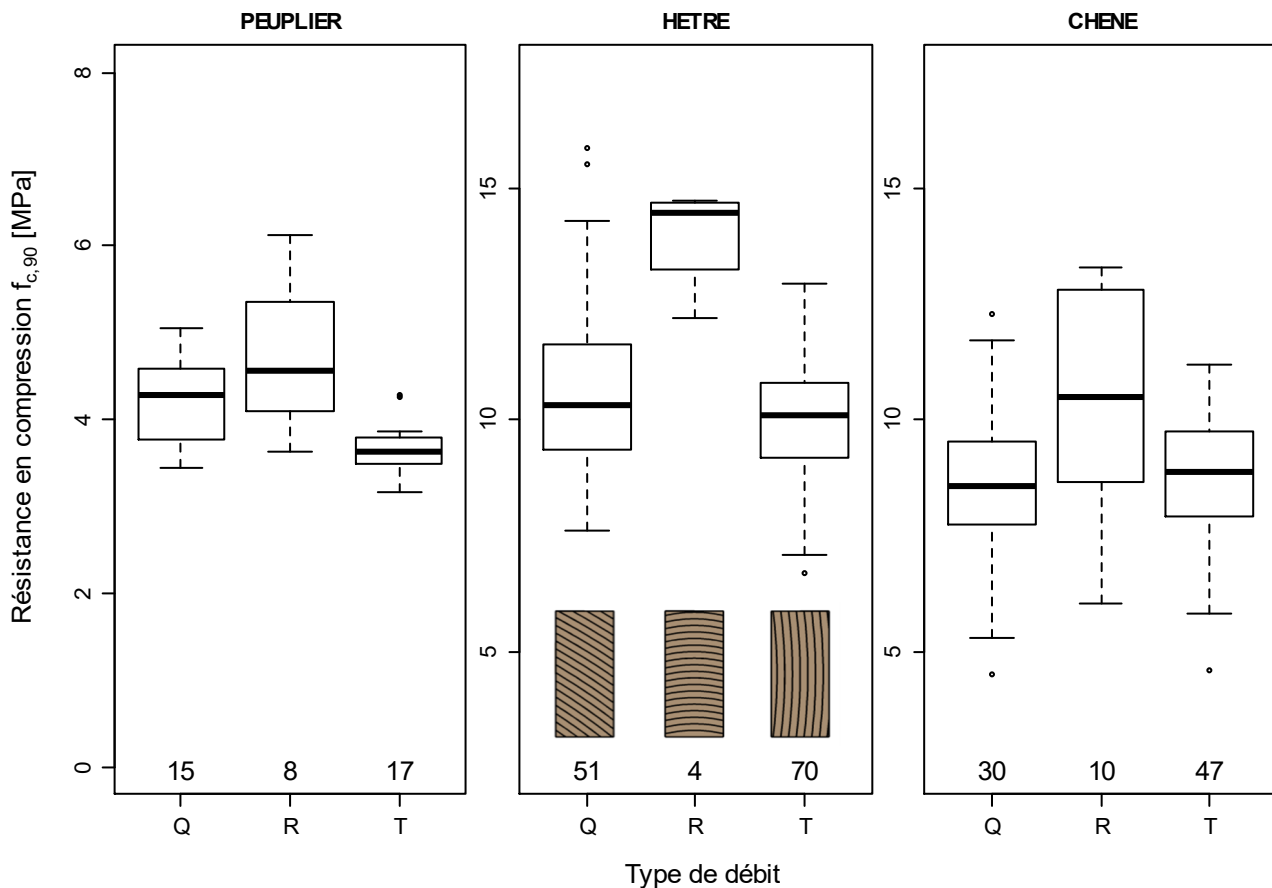 PEUPLIER
HETRE
CHENE
Résistance en compression fc,90 [MPa]
8
6
4
2
0
15
10
5
15
10
5
15 8 17
51 4 70
30 10 47
Q R T
Q R T
Q R T
Type de débit